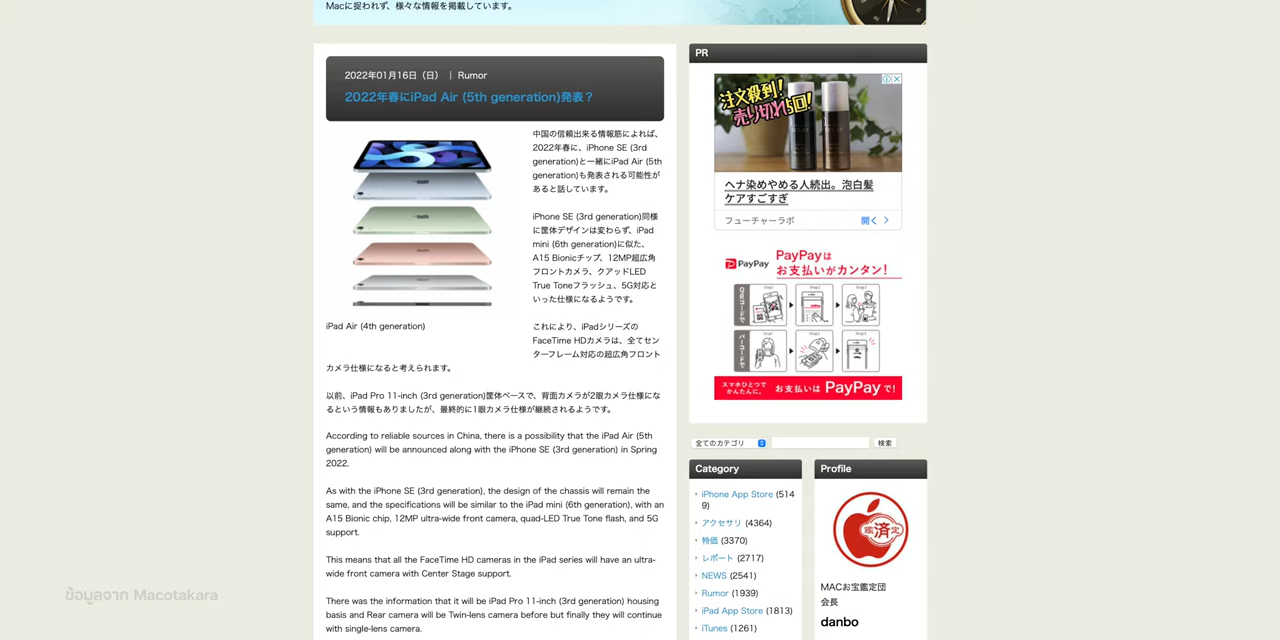 Macに捉われず、様々な情報を掲載しています。
2022年01月16日（日） | Rumor
2022年春にiPad Air (5th generation)発表？
中国の信頼出来る情報筋によれば、
2022年春に、iPhone SE (3rd
generation)と一緒にiPad Air (5th
generation)も発表される可能性が
あると話しています。
iPhone SE (3rd generation)同様
に筐体デザインは変わらず、iPad
mini (6th generation)に似た、
A15 Bionicチップ、12MP超広角
フロントカメラ、クアッドLED
True Toneフラッシュ、5G対応と
いった仕様になるようです。
iPad Air (4th generation)
これにより、iPadシリーズの
FaceTime HDカメラは、全てセン
ターフレーム対応の超広角フロント
カメラ仕様になると考えられます。
以前、iPad Pro 11-inch (3rd generation)筐体ベースで、背面カメラが2眼カメラ仕様にな
るという情報もありましたが、最終的に1眼カメラ仕様が継続されるようです。
According to reliable sources in China, there is a possibility that the iPad Air (5th
generation) will be announced along with the iPhone SE (3rd generation) in Spring
2022.
As with the iPhone SE (3rd generation), the design of the chassis will remain the
same, and the specifications will be similar to the iPad mini (6th generation), with an
A15 Bionic chip, 12MP ultra-wide front camera, quad-LED True Tone flash, and 5G
support.
This means that all the FaceTime HD cameras in the iPad series will have an ultra-
wide front camera with Center Stage support.
There was the information that it will be iPad Pro 11-inch (3rd generation) housing
basis and Rear camera will be Twin-lens camera before but finally they will continue
with single-lens camera.
ข้อมูลจาก Macotakara
PR
注文殺到!
売り切れ5回!
ヘナ染めやめる人続出。泡白髪
ケアすごすぎ
フューチャーラボ
開く
PayPay
PayPayは
お支払いがカンタン!
QRコードで
Step1
Step2
Step3
バーコードで
スマホひとつで
かんたんに。
お支払いは PayPay で!
全てのカテゴリ
検索
Category
iPhone App Store (514
9)
アクセサリ (4364)
特価 (3370)
レポート (2717)
NEWS (2541)
Rumor (1939)
iPad App Store (1813)
iTunes (1261)
Profile
鑑定済
MACお宝鑑定団
会長
danbo